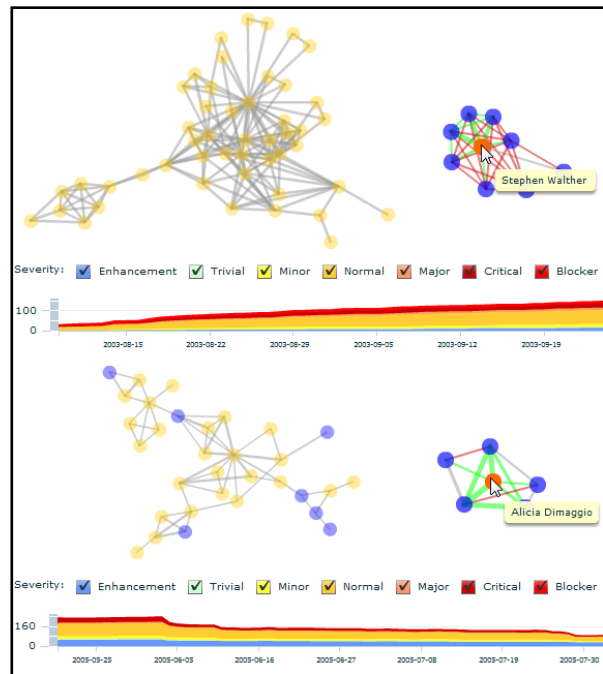 Stephen Walther
Severity: Enhancement Trivial Minor Normal Major Critical Blocker
100
0
2003-08-15 2003-08-22 2003-08-29 2003-09-05 2003-09-12 2003-09-19
Alicia Dimaggio
Severity: Enhancement Trivial Minor Normal Major Critical Blocker
160
0
2005-05-25 2005-06-05 2005-06-16 2005-06-27 2005-07-08 2005-07-19 2005-07-30